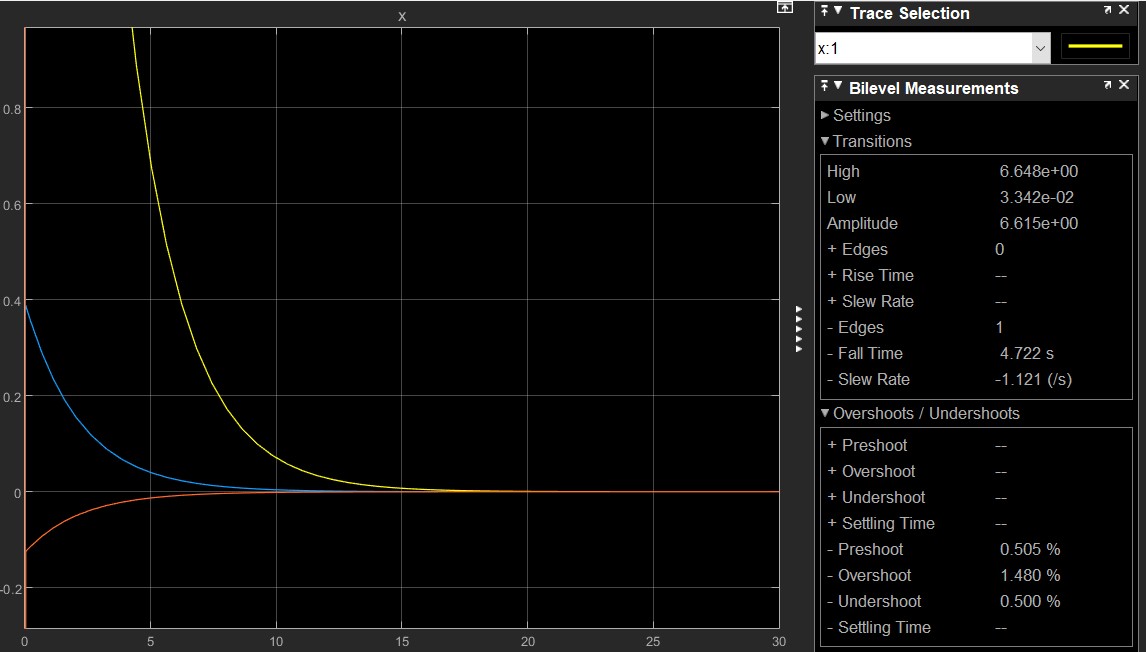 x
0.8
0.6
0.4
0.2
0
-0.2
0 5 10 15 20 25 30
Trace Selection
x:1
Bilevel Measurements
Settings
Transitions
High 6.648e+00
Low 3.342e-02
Amplitude 6.615e+00
+ Edges 0
+ Rise Time --
+ Slew Rate --
- Edges 1
- Fall Time 4.722 s
- Slew Rate -1.121 (/s)
Overshoots / Undershoots
+ Preshoot --
+ Overshoot --
+ Undershoot --
+ Settling Time --
- Preshoot 0.505 %
- Overshoot 1.480 %
- Undershoot 0.500 %
- Settling Time --